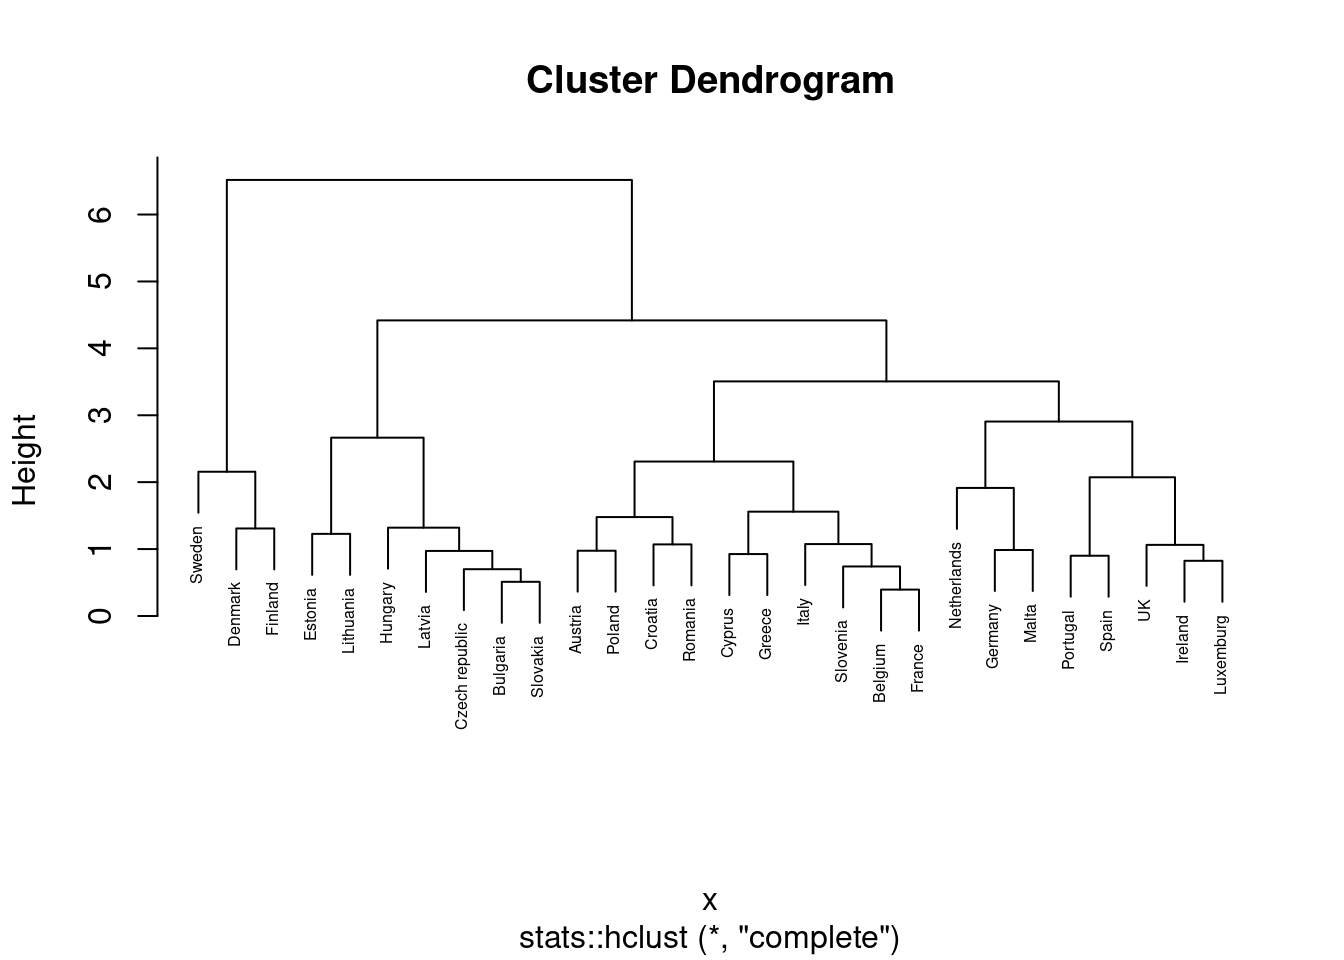 Cluster Dendrogram
Height
6
5
4
3
2
1
0
Sweden
Denmark
Finland
Estonia
Lithuania
Hungary
Latvia
Czech republic
Bulgaria
Slovakia
Austria
Poland
Croatia
Romania
Cyprus
Greece
Italy
Slovenia
Belgium
France
Netherlands
Germany
Malta
Portugal
Spain
UK
Ireland
Luxemburg
x
stats::hclust (*, "complete")